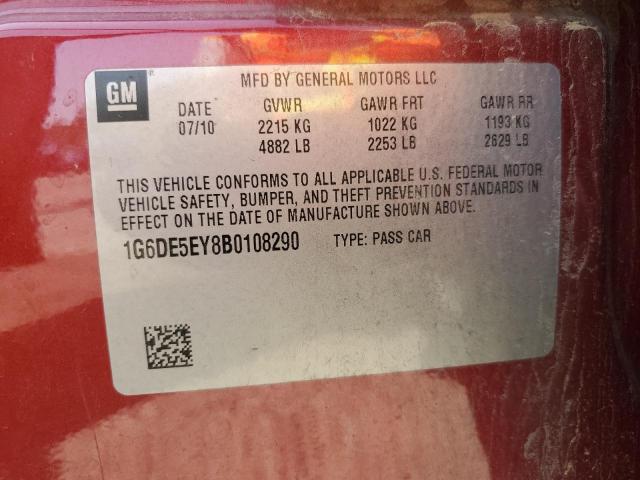 GM
MFD BY GENERAL MOTORS LLC
DATE GVWR GAWR FRT GAWR RR
07/10 2215 KG 1022 KG 1193 KG
4882 LB 2253 LB 2629 LB
THIS VEHICLE CONFORMS TO ALL APPLICABLE U.S. FEDERAL MOTOR
VEHICLE SAFETY, BUMPER, AND THEFT PREVENTION STANDARDS IN
EFFECT ON THE DATE OF MANUFACTURE SHOWN ABOVE.
1G6DE5EY8B0108290 TYPE: PASS CAR